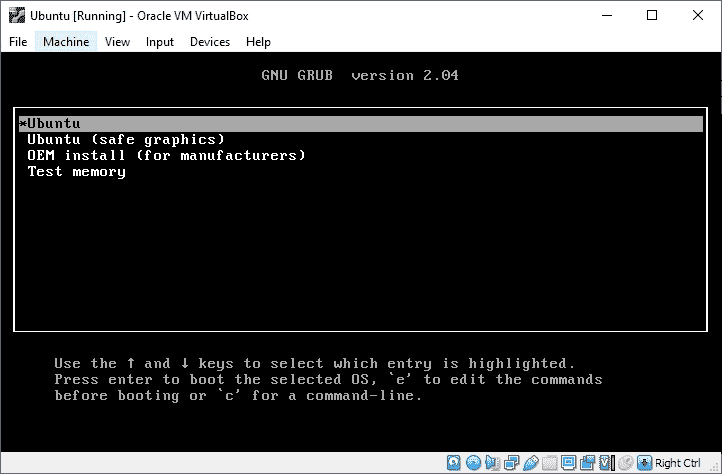 Ubuntu [Running] - Oracle VM VirtualBox
File Machine View Input Devices Help
GNU GRUB version 2.04
*Ubuntu
Ubuntu (safe graphics)
OEM install (for manufacturers)
Test memory
Use the ↑ and ↓ keys to select which entry is highlighted.
Press enter to boot the selected OS, `e' to edit the commands
before booting or `c' for a command-line.
Right Ctrl